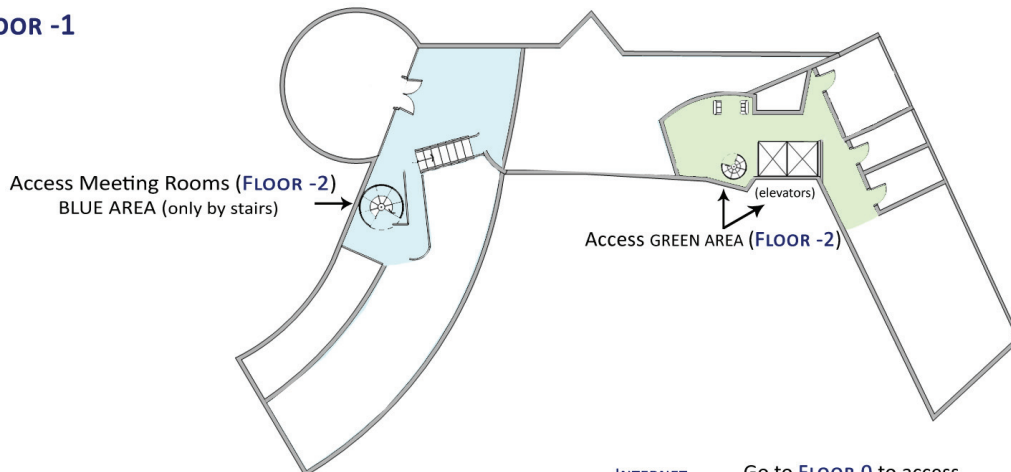 OOR -1
Access Meeting Rooms (FLOOR -2)
BLUE AREA (only by stairs)
(elevators)
Access GREEN AREA (FLOOR -2)
INTERNET Go to FLOOR 0 to access